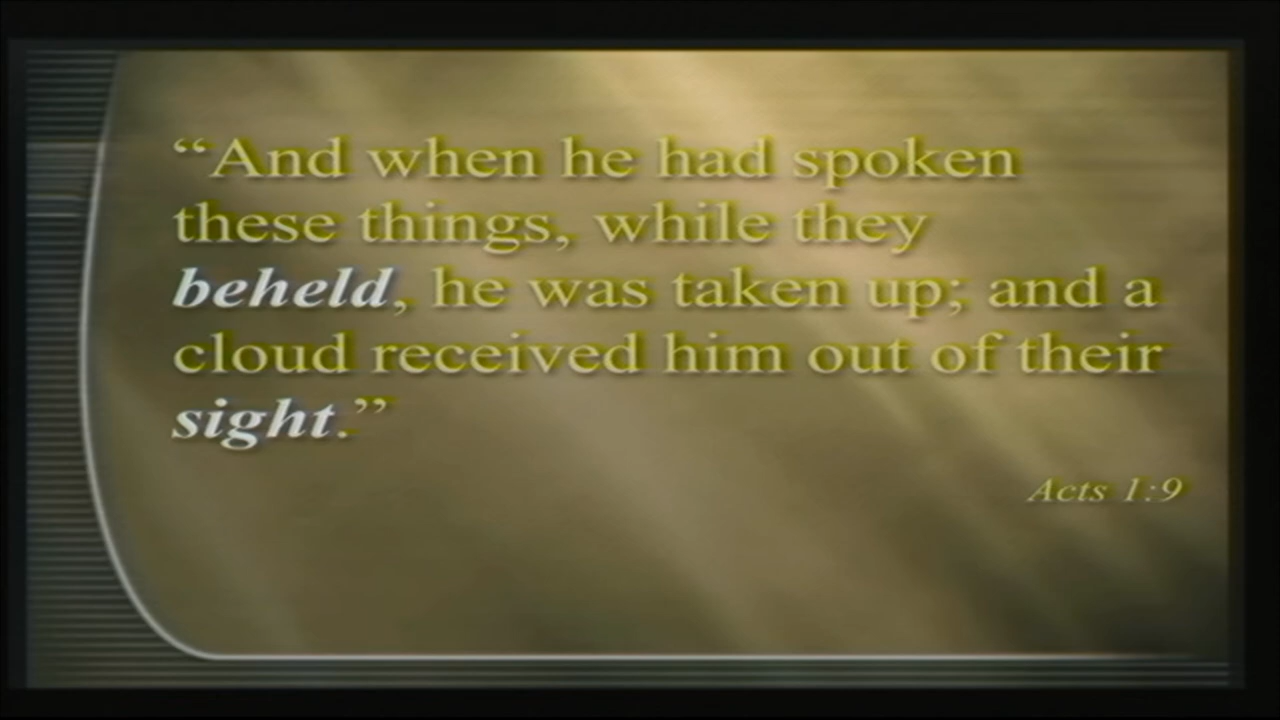 “And when he had spoken
these things, while they
beheld, he was taken up; and a
cloud received him out of their
sight.”
Acts 1:9